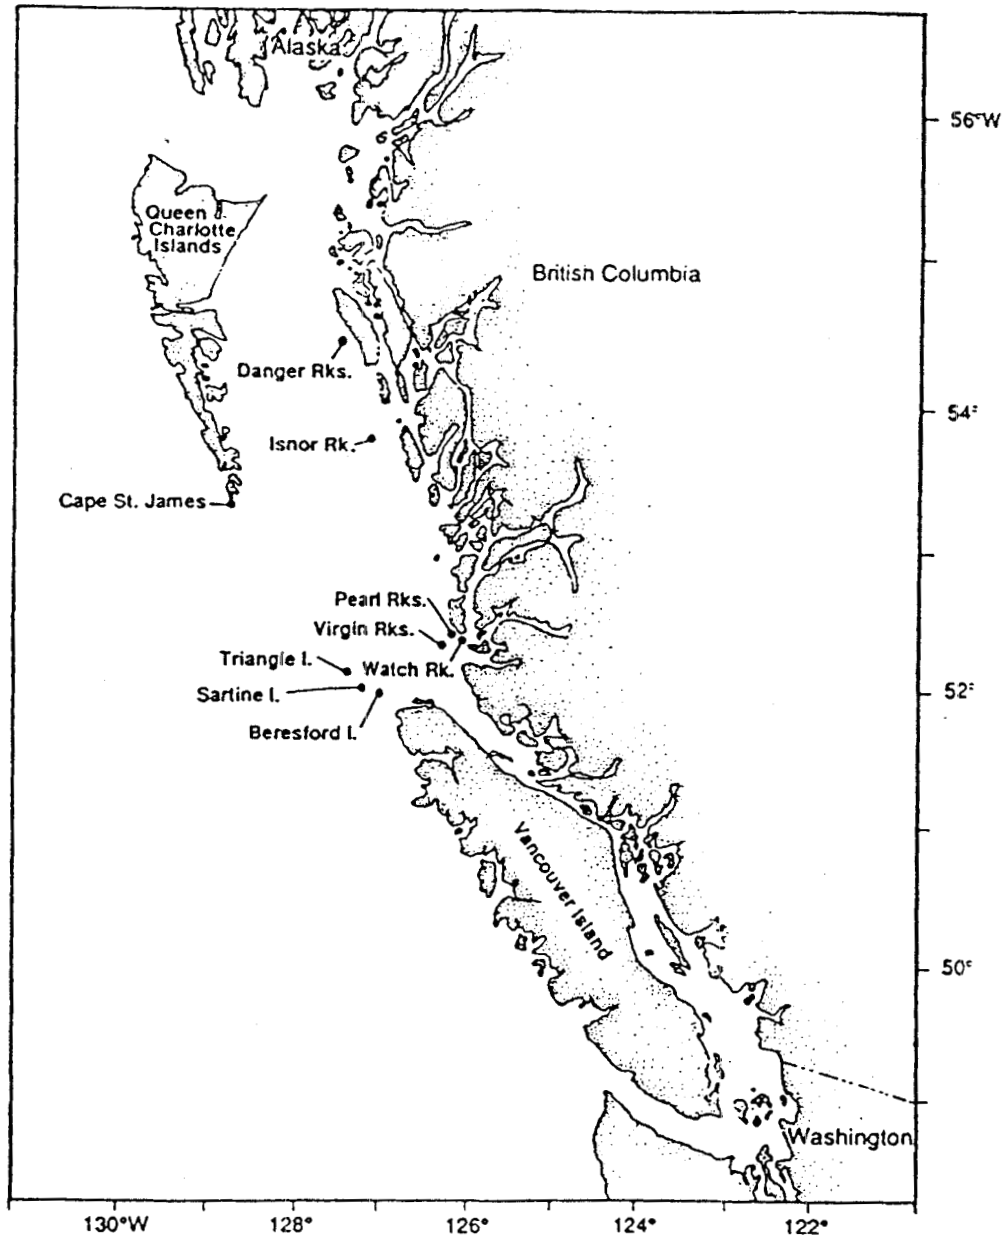 Alaska
56°W
Queen
Charlotte
Islands
British Columbia
Danger Rks.
54°
Isnor Rk.
Cape St. James
Pearl Rks.
Virgin Rks.
Triangle I.
Watch Rk.
52°
Sartine I.
Beresford I.
Vancouver Island
50°
Washington
130°W
128°
126°
124°
122°